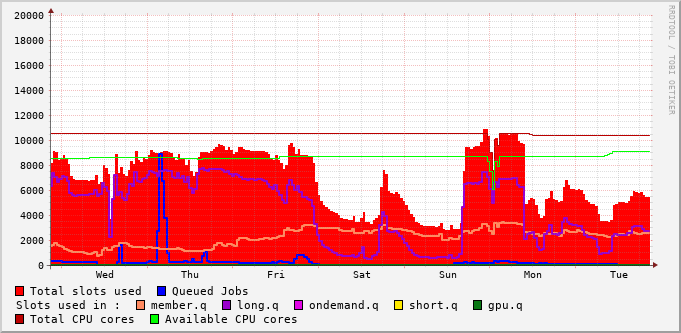 20000
18000
16000
14000
12000
10000
8000
6000
4000
2000
0
Wed Thu Fri Sat Sun Mon Tue
RRDTOOL / TOBI OETIKER
Total slots used Queued Jobs
Slots used in : member.q long.q ondemand.q short.q gpu.q
Total CPU cores Available CPU cores